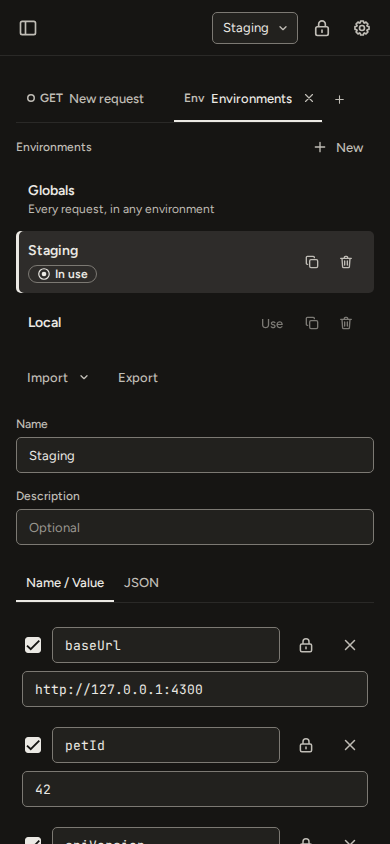 Staging
GET New request
Env Environments
Environments
New
Globals
Every request, in any environment
Staging
In use
Local
Use
Import
Export
Name
Staging
Description
Optional
Name / Value
JSON
baseUrl
http://127.0.0.1:4300
petId
42